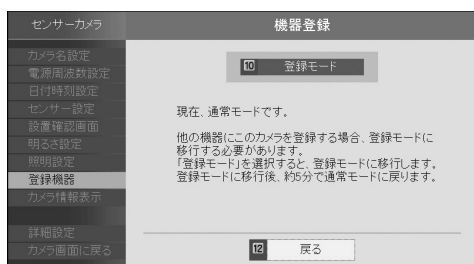 センサーカメラ
機器登録
カメラ名設定
電源周波数設定
日付時刻設定
センサー設定
設置確認画面
明るさ設定
照明設定
登録機器
カメラ情報表示
詳細設定
カメラ画面に戻る
10 登録モード
現在、通常モードです。
他の機器にこのカメラを登録する場合、登録モードに
移行する必要があります。
「登録モード」を選択すると、登録モードに移行します。
登録モードに移行後、約5分で通常モードに戻ります。
12 戻る